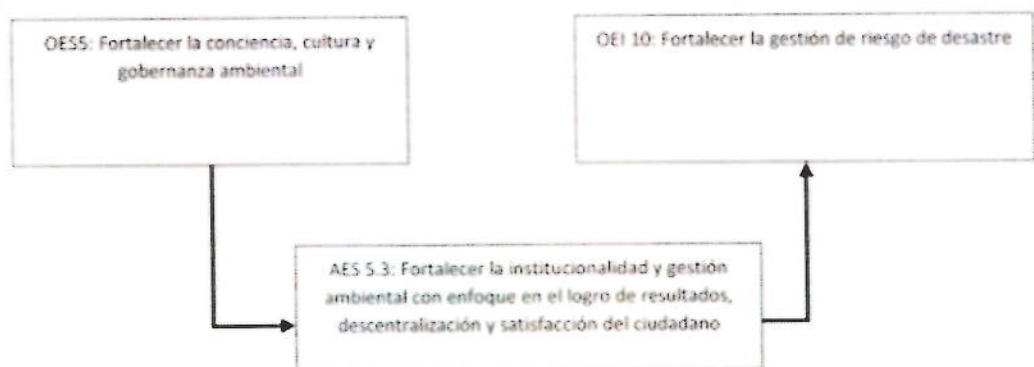 OES5: Fortalecer la conciencia, cultura y
gobernanza ambiental
OEI 10: Fortalecer la gestión de riesgo de desastre
AES 5.3: Fortalecer la institucionalidad y gestión
ambiental con enfoque en el logro de resultados,
descentralización y satisfacción del ciudadano